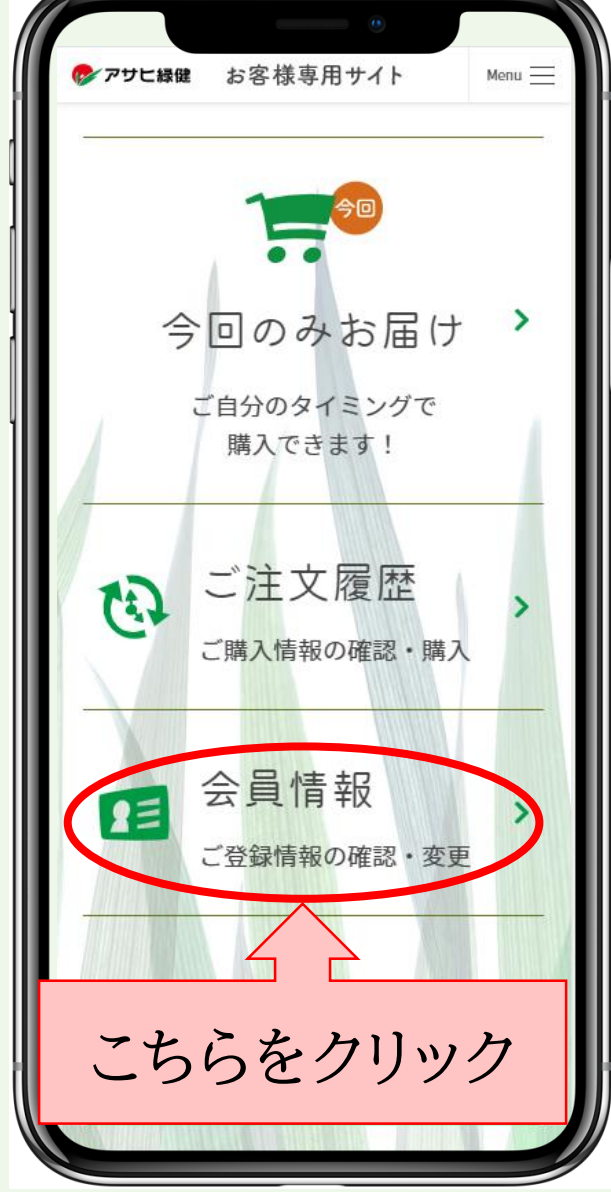 アサヒ緑健 お客様専用サイト Menu
今回
今回のみお届け
ご自分のタイミングで
購入できます！
ご注文履歴
ご購入情報の確認・購入
会員情報
ご登録情報の確認・変更
こちらをクリック